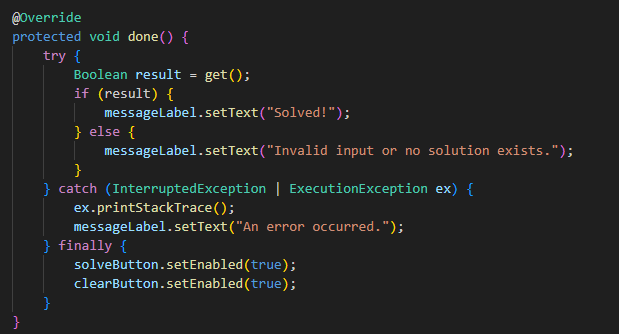 @Override
protected void done() {
    try {
        Boolean result = get();
        if (result) {
            messageLabel.setText("Solved!");
        } else {
            messageLabel.setText("Invalid input or no solution exists.");
        }
    } catch (InterruptedException | ExecutionException ex) {
        ex.printStackTrace();
        messageLabel.setText("An error occurred.");
    } finally {
        solveButton.setEnabled(true);
        clearButton.setEnabled(true);
    }
}